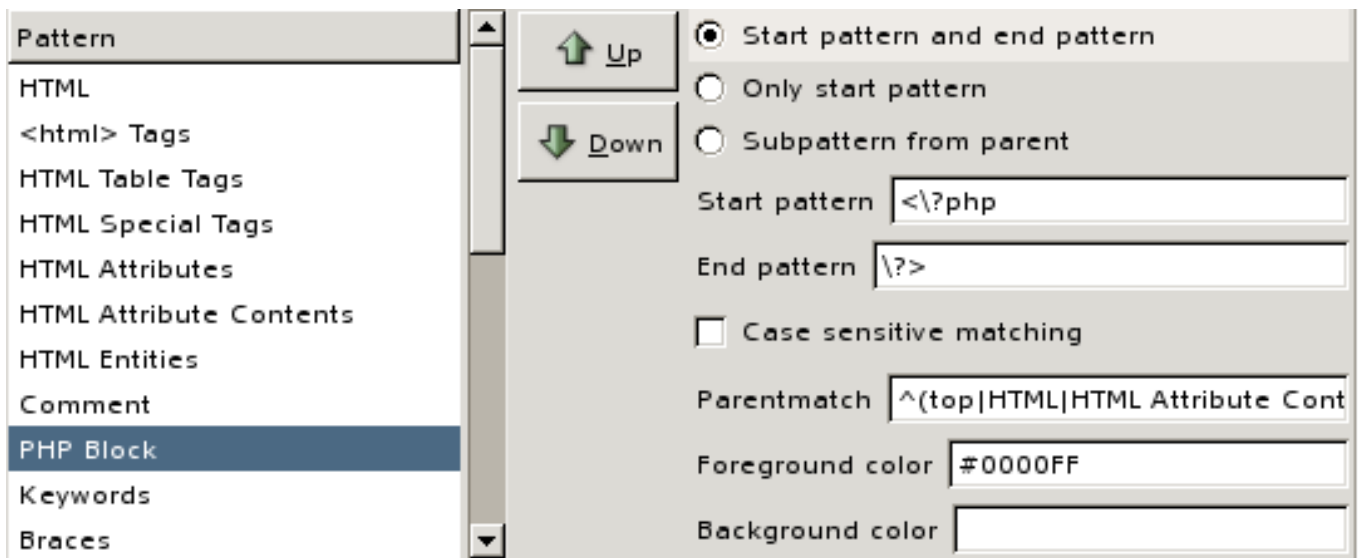 Pattern
HTML
<html> Tags
HTML Table Tags
HTML Special Tags
HTML Attributes
HTML Attribute Contents
HTML Entities
Comment
PHP Block
Keywords
Braces
Up
Down
Start pattern and end pattern
Only start pattern
Subpattern from parent
Start pattern <\?php
End pattern \?>
Case sensitive matching
Parentmatch ^(top|HTML|HTML Attribute Cont
Foreground color #0000FF
Background color